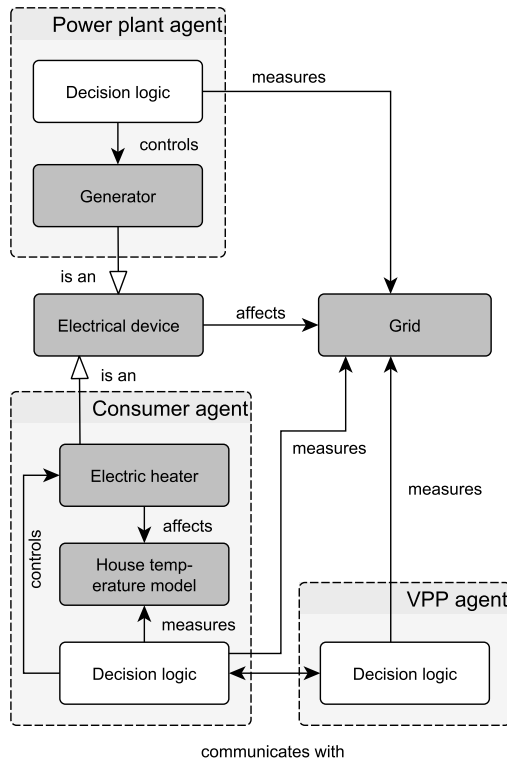 Power plant agent
Decision logic
measures
controls
Generator
is an
Electrical device
affects
Grid
is an
Consumer agent
measures
Electric heater
measures
controls
affects
House temp-
erature model
VPP agent
measures
Decision logic
Decision logic
communicates with